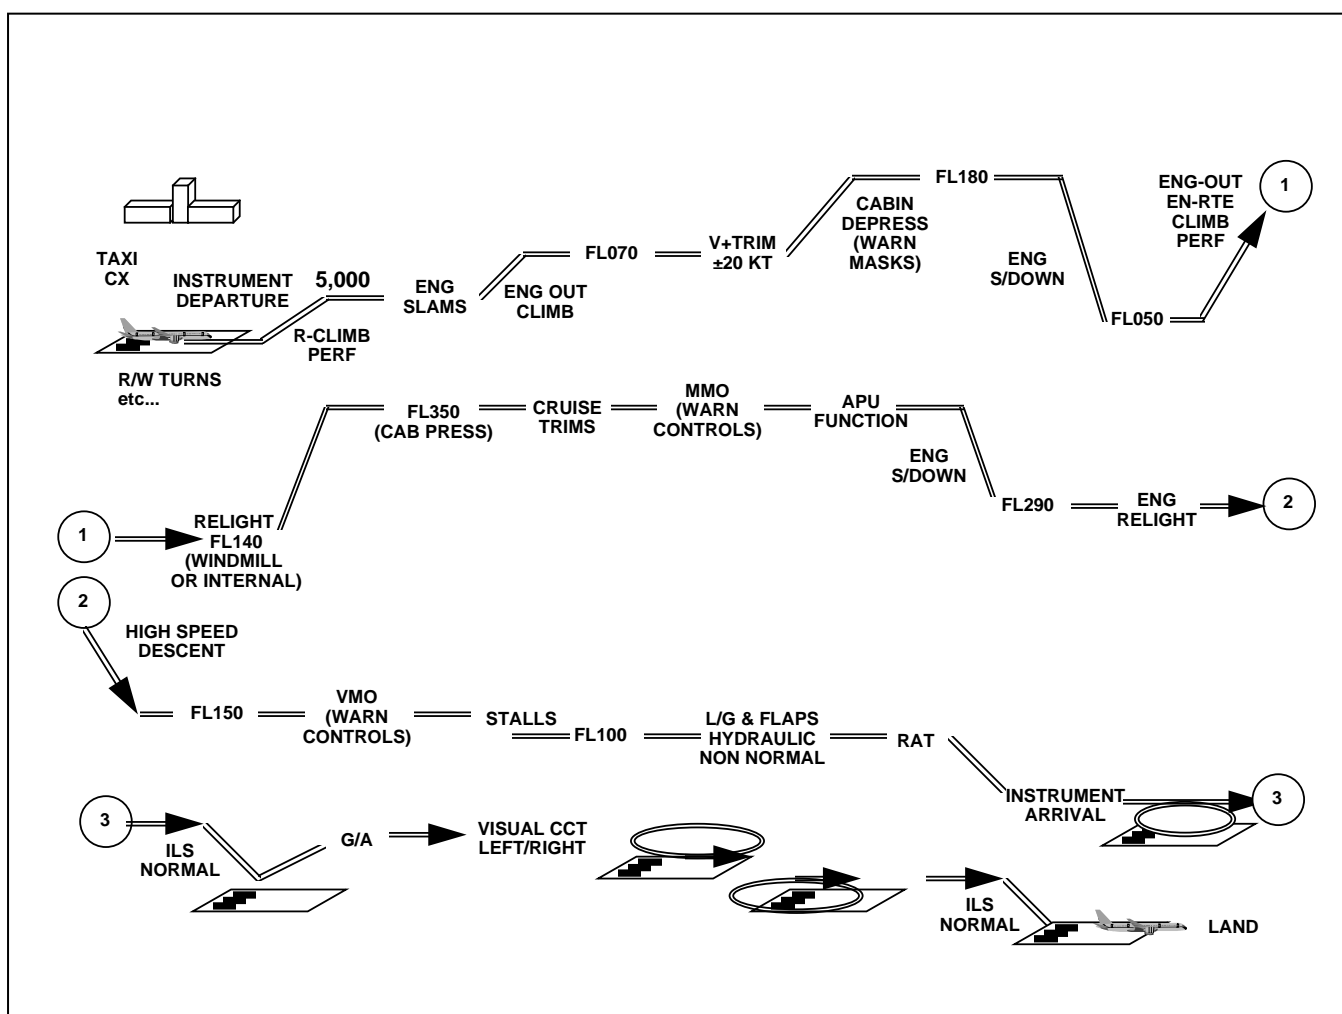 TAXI
CX
INSTRUMENT
DEPARTURE
5,000
R-CLIMB
PERF
R/W TURNS
etc...
ENG
SLAMS
ENG OUT
CLIMB
FL070
V+TRIM
±20 KT
CABIN
DEPRESS
(WARN
MASKS)
FL180
ENG
S/DOWN
FL050
ENG-OUT
EN-RTE
CLIMB
PERF
1
1
RELIGHT
FL140
(WINDMILL
OR INTERNAL)
FL350
(CAB PRESS)
CRUISE
TRIMS
MMO
(WARN
CONTROLS)
APU
FUNCTION
ENG
S/DOWN
FL290
ENG
RELIGHT
2
2
HIGH SPEED
DESCENT
FL150
VMO
(WARN
CONTROLS)
STALLS
FL100
L/G & FLAPS
HYDRAULIC
NON NORMAL
RAT
INSTRUMENT
ARRIVAL
3
3
ILS
NORMAL
G/A
VISUAL CCT
LEFT/RIGHT
ILS
NORMAL
LAND